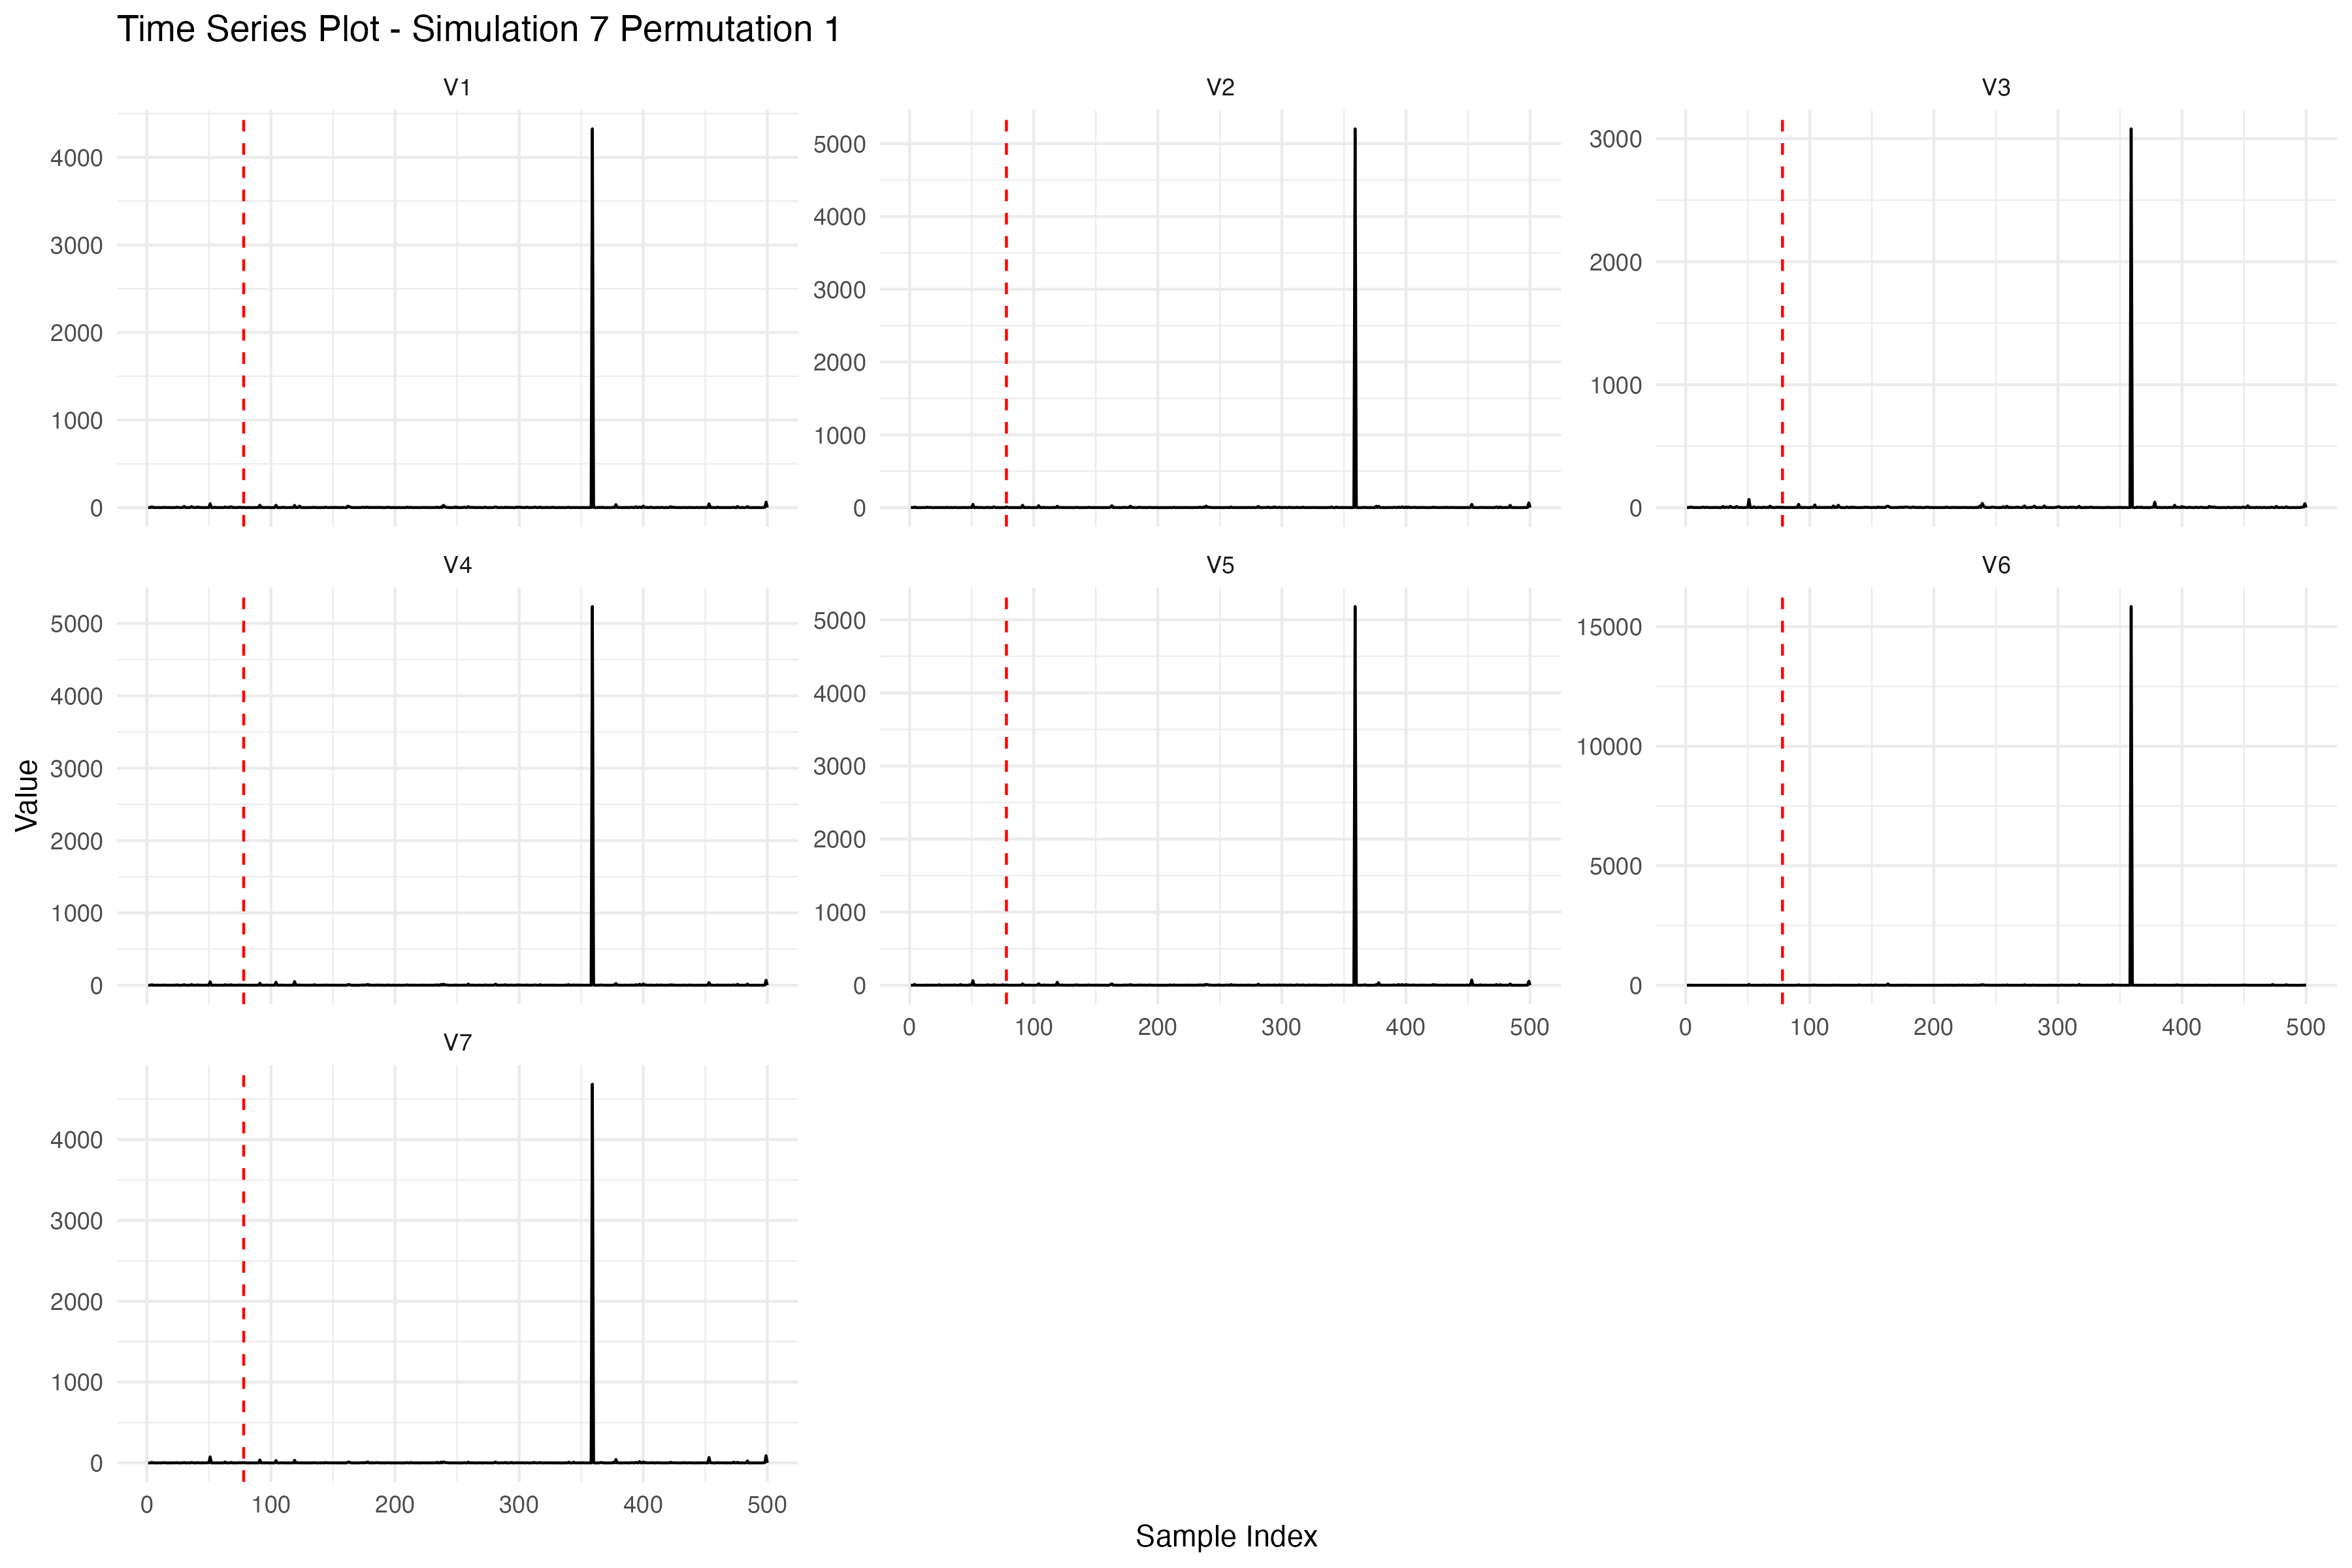 Time Series Plot - Simulation 7 Permutation 1
V1 V2 V3
4000 3000 2000 1000 0
5000 4000 3000 2000 1000 0
3000 2000 1000 0
V4 V5 V6
5000 4000 3000 2000 1000 0
5000 4000 3000 2000 1000 0
15000 10000 5000 0
0 100 200 300 400 500
0 100 200 300 400 500
V7
4000 3000 2000 1000 0
0 100 200 300 400 500
Value
Sample Index